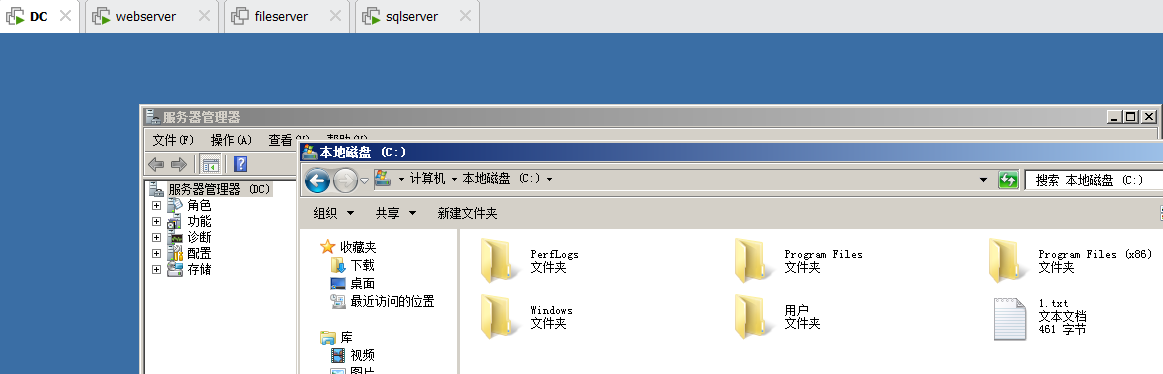 DC webserver fileserver sqlserver
服务器管理器
文件(F) 操作(A) 查看(V) 帮助(H)
本地磁盘 (C:)
计算机 本地磁盘 (C:) 搜索 本地磁盘 (C:)
服务器管理器 (DC)
角色
功能
诊断
配置
存储
组织 共享 新建文件夹
收藏夹
下载
桌面
最近访问的位置
库
视频
图片
PerfLogs
文件夹
Program Files
文件夹
Program Files (x86)
文件夹
Windows
文件夹
用户
文件夹
1.txt
文本文档
461 字节